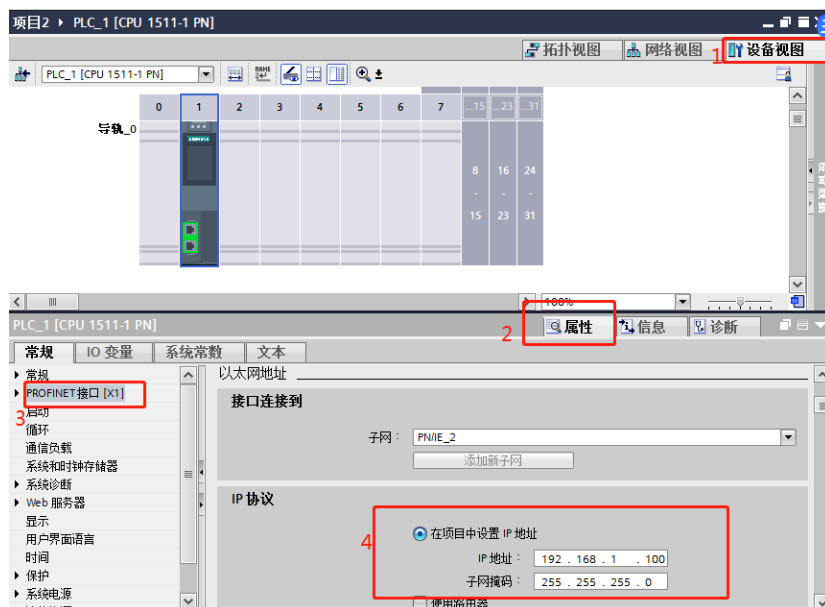 项目2 ▸ PLC_1 [CPU 1511-1 PN]
拓扑视图 网络视图 1 设备视图
PLC_1 [CPU 1511-1 PN]
0 1 2 3 4 5 6 7 ...15 ...23 ...31
导轨_0
SIEMENS
8 16 24
- - -
15 23 31
100%
PLC_1 [CPU 1511-1 PN]
2 属性 信息 诊断
常规 IO 变量 系统常数 文本
常规
PROFINET接口 [X1]
3
启动
循环
通信负载
系统和时钟存储器
系统诊断
Web 服务器
显示
用户界面语言
时间
保护
系统电源
以太网地址
接口连接到
子网： PN/IE_2
添加新子网
IP 协议
4
在项目中设置 IP 地址
IP 地址： 192 . 168 . 1 . 100
子网掩码： 255 . 255 . 255 . 0
使用路由器